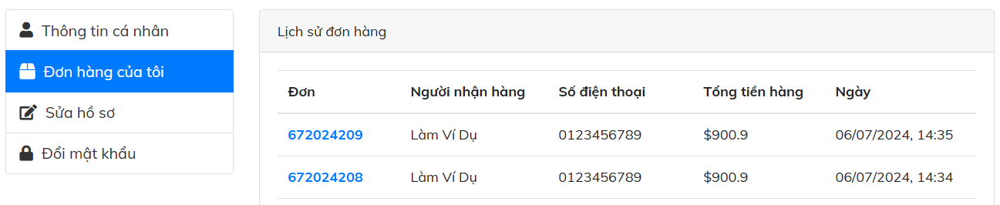 Thông tin cá nhân
Đơn hàng của tôi
Sửa hồ sơ
Đổi mật khẩu
Lịch sử đơn hàng
Đơn Người nhận hàng Số điện thoại Tổng tiền hàng Ngày
672024209 Làm Ví Dụ 0123456789 $900.9 06/07/2024, 14:35
672024208 Làm Ví Dụ 0123456789 $900.9 06/07/2024, 14:34